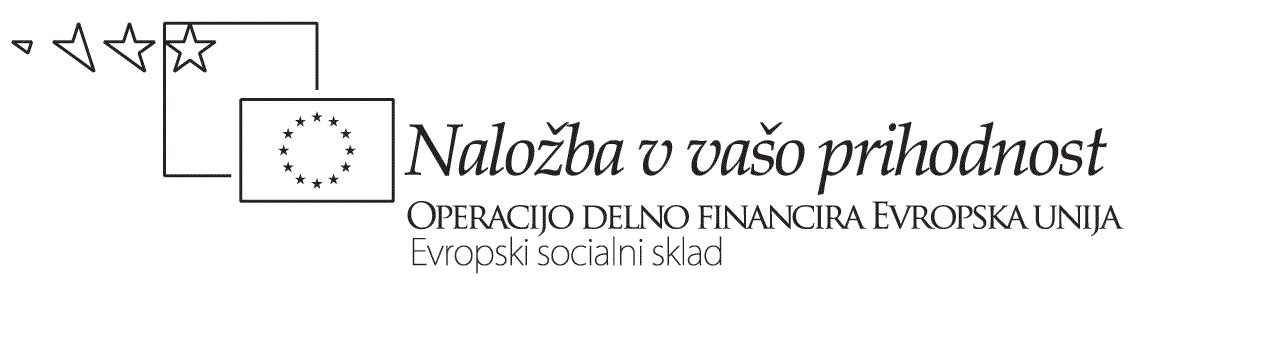 Naložba v vašo prihodnost
OPERACIJO DELNO FINANCIRA EVROPSKA UNIJA
Evropski socialni sklad